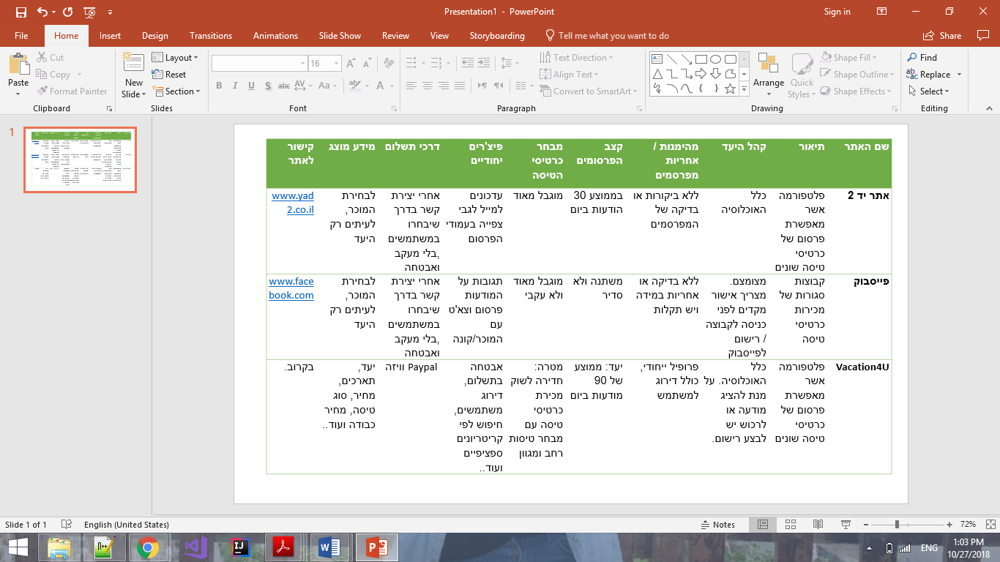 Presentation1 - PowerPoint
Sign in
File Home Insert Design Transitions Animations Slide Show Review View Storyboarding Tell me what you want to do Share
Paste
Cut
Copy
Format Painter
Clipboard
New
Slide
Layout
Reset
Section
Slides
16
B I U S abc AV Aa A
Font
Text Direction
Align Text
Convert to SmartArt
Paragraph
Arrange
Quick
Styles
Shape Fill
Shape Outline
Shape Effects
Drawing
Find
Replace
Select
Editing
1
שם האתר
תיאור
קהל היעד
מהימנות /
אחריות
מפרסמים
קצב
הפרסומים
מבחר
כרטיסי
הטיסה
פיצ'רים
יחודיים
דרכי תשלום
מידע מוצג
קישור
לאתר
אתר יד 2
פלטפורמה
אשר
מאפשרת
פרסום של
כרטיסי
טיסה שונים
כלל
האוכלוסיה
ללא ביקורות או
בדיקה של
המפרסמים
בממוצע 30
הודעות ביום
מוגבל מאוד
עדכונים
למייל לגבי
צפייה בעמודי
הפרסום
אחרי יצירת
קשר בדרך
שיבחרו
במשתמשים
,בלי מעקב
ואבטחה
לבחירת
המוכר,
לעיתים רק
היעד
www.yad
2.co.il
פייסבוק
קבוצות
סגורות של
מכירות
כרטיסי
טיסה
מצומצם.
מצריך אישור
מקדים לפני
כניסה לקבוצה
/ רישום
לפייסבוק
ללא בדיקה או
אחריות במידה
ויש תקלות
משתנה ולא
סדיר
מוגבל מאוד
ולא עקבי
תגובות על
המודעות
פרסום וצא'ט
עם
המוכר/קונה
אחרי יצירת
קשר בדרך
שיבחרו
במשתמשים
,בלי מעקב
ואבטחה
לבחירת
המוכר,
לעיתים רק
היעד
www.face
book.com
Vacation4U
פלטפורמה
אשר
מאפשרת
פרסום של
כרטיסי
טיסה שונים
כלל
האוכלוסיה. על
מנת להציג
מודעה או
לרכוש יש
לבצע רישום.
פרופיל ייחודי,
כולל דירוג
למשתמש
יעד: ממוצע
של 90
מודעות ביום
מטרה:
חדירה לשוק
מכירת
כרטיסי
טיסה עם
מבחר טיסות
רחב ומגוון
אבטחה
בתשלום,
דירוג
משתמשים,
חיפוש לפי
קריטריונים
ספציפיים
ועוד..
Paypal וויזה
יעד,
תארכים,
מחיר, סוג
טיסה, מחיר
כבודה ועוד..
בקרוב.
Slide 1 of 1
English (United States)
Notes
72%
ENG
1:03 PM
10/27/2018